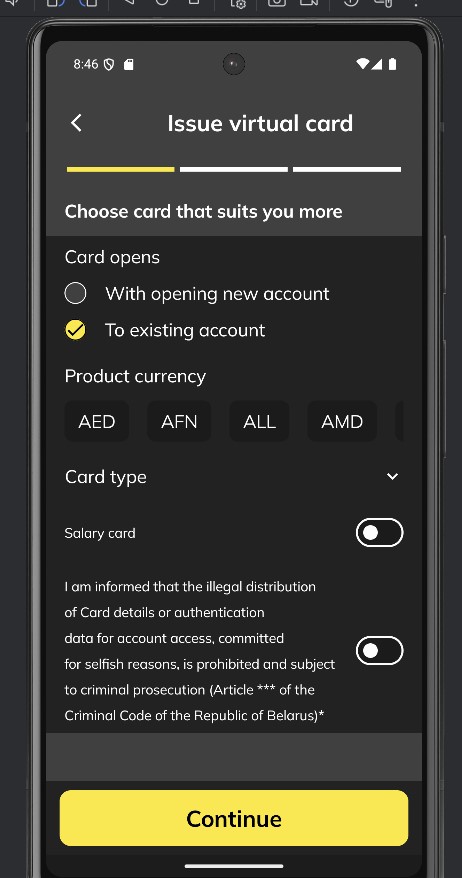 8:46
Issue virtual card
Choose card that suits you more
Card opens
With opening new account
To existing account
Product currency
AED AFN ALL AMD
Card type
Salary card
I am informed that the illegal distribution
of Card details or authentication
data for account access, committed
for selfish reasons, is prohibited and subject
to criminal prosecution (Article *** of the
Criminal Code of the Republic of Belarus)*
Continue